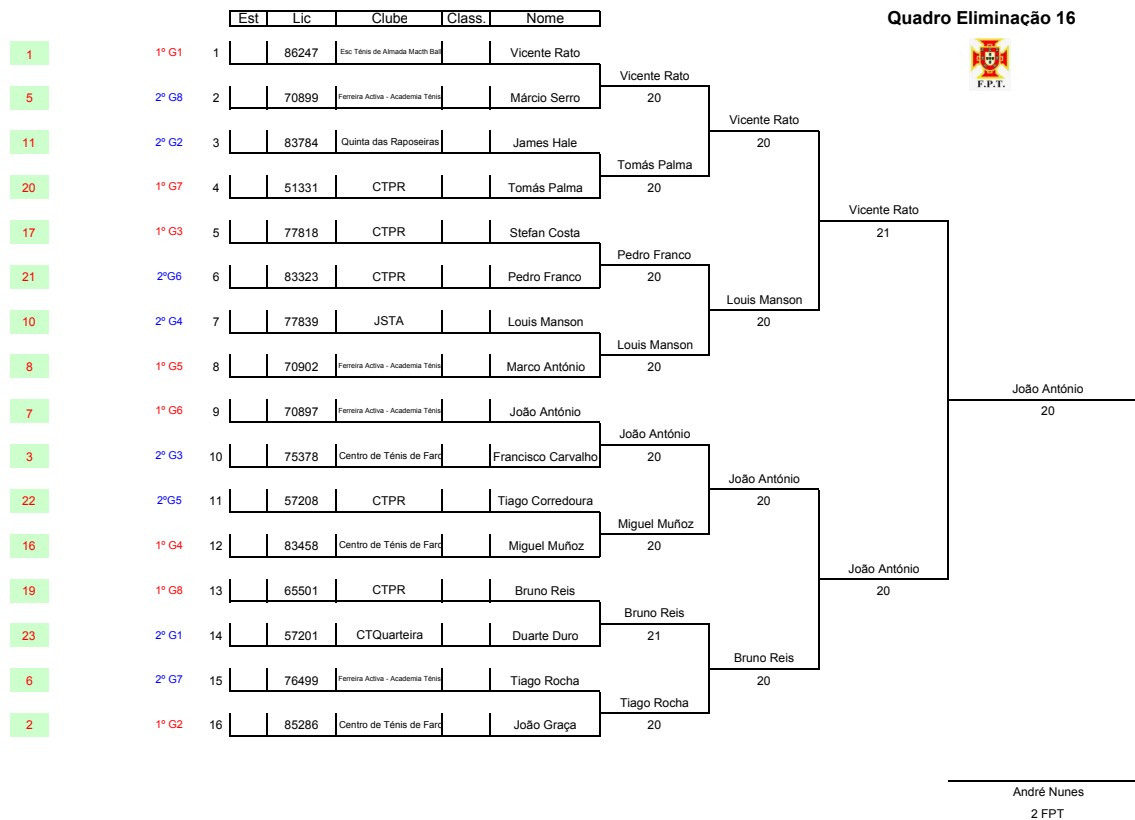 Est Lic Clube Class. Nome
Quadro Eliminação 16
F.P.T.
1 1º G1 1 86247 Esc Ténis de Almada Macth Ball Vicente Rato
Vicente Rato
5 2º G8 2 70899 Ferreira Activa - Academia Ténis Márcio Serro
20
Vicente Rato
11 2º G2 3 83784 Quinta das Raposeiras James Hale
20
Tomás Palma
20 1º G7 4 51331 CTPR Tomás Palma
20
Vicente Rato
17 1º G3 5 77818 CTPR Stefan Costa
21
Pedro Franco
21 2ºG6 6 83323 CTPR Pedro Franco
20
Louis Manson
10 2º G4 7 77839 JSTA Louis Manson
20
Louis Manson
8 1º G5 8 70902 Ferreira Activa - Academia Ténis Marco António
20
João António
7 1º G6 9 70897 Ferreira Activa - Academia Ténis João António
20
João António
3 2º G3 10 75378 Centro de Ténis de Faro Francisco Carvalho
20
João António
22 2ºG5 11 57208 CTPR Tiago Corredoura
20
Miguel Muñoz
16 1º G4 12 83458 Centro de Ténis de Faro Miguel Muñoz
20
João António
19 1º G8 13 65501 CTPR Bruno Reis
20
Bruno Reis
23 2º G1 14 57201 CTQuarteira Duarte Duro
21
Bruno Reis
6 2º G7 15 76499 Ferreira Activa - Academia Ténis Tiago Rocha
20
Tiago Rocha
2 1º G2 16 85286 Centro de Ténis de Faro João Graça
20
André Nunes
2 FPT